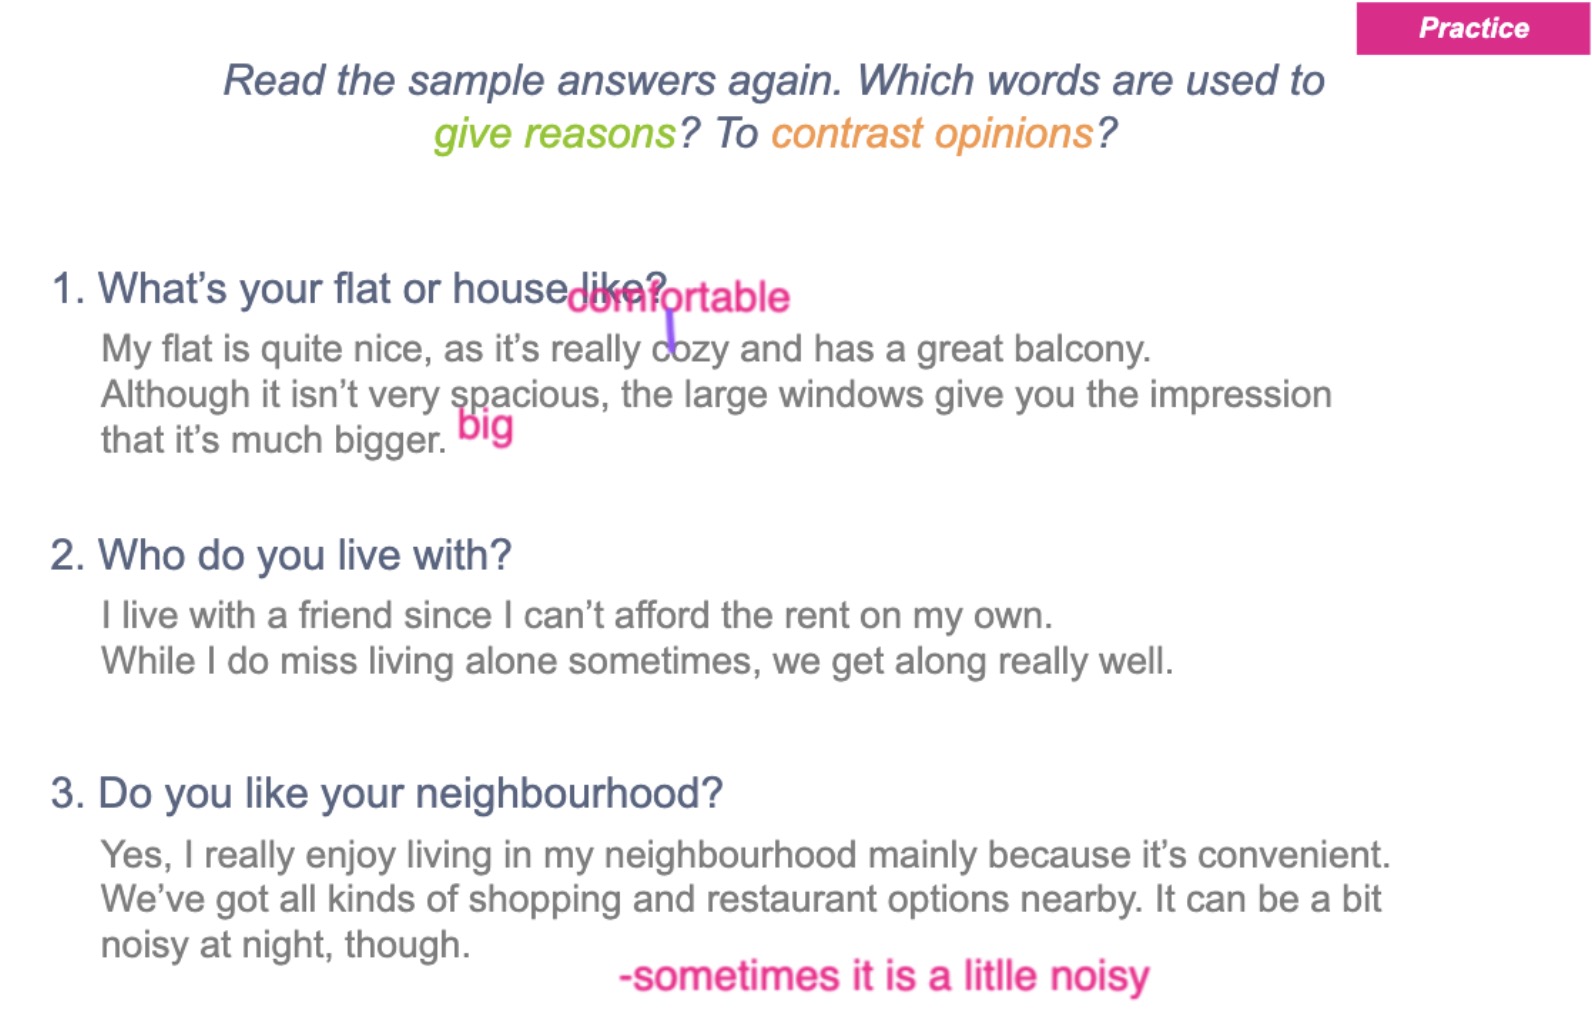 Practice
Read the sample answers again. Which words are used to
give reasons? To contrast opinions?
1. What's your flat or house like?
comfortable
My flat is quite nice, as it's really cozy and has a great balcony.
Although it isn't very spacious, the large windows give you the impression
that it's much bigger.
big
2. Who do you live with?
I live with a friend since I can't afford the rent on my own.
While I do miss living alone sometimes, we get along really well.
3. Do you like your neighbourhood?
Yes, I really enjoy living in my neighbourhood mainly because it's convenient.
We've got all kinds of shopping and restaurant options nearby. It can be a bit
noisy at night, though.
-sometimes it is a litlle noisy